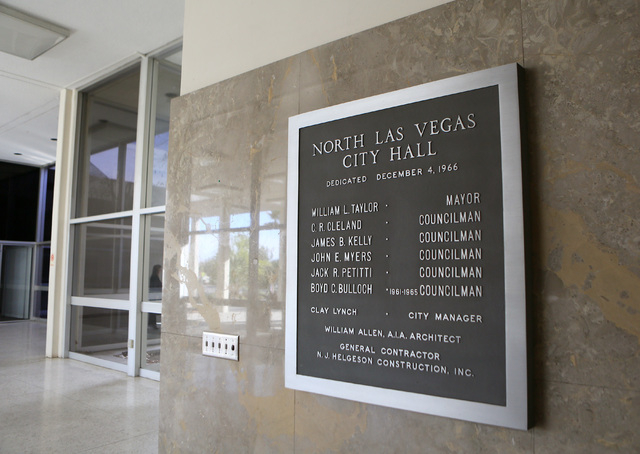 NORTH LAS VEGAS
CITY HALL
DEDICATED DECEMBER 4, 1966
WILLIAM L. TAYLOR · MAYOR
C. R. CLELAND · COUNCILMAN
JAMES B. KELLY · COUNCILMAN
JOHN E. MYERS · COUNCILMAN
JACK R. PETITTI · COUNCILMAN
BOYD C. BULLOCH *1961-1965 COUNCILMAN
CLAY LYNCH · CITY MANAGER
WILLIAM ALLEN, A.I.A. ARCHITECT
GENERAL CONTRACTOR
N. J. HELGESON CONSTRUCTION, INC.